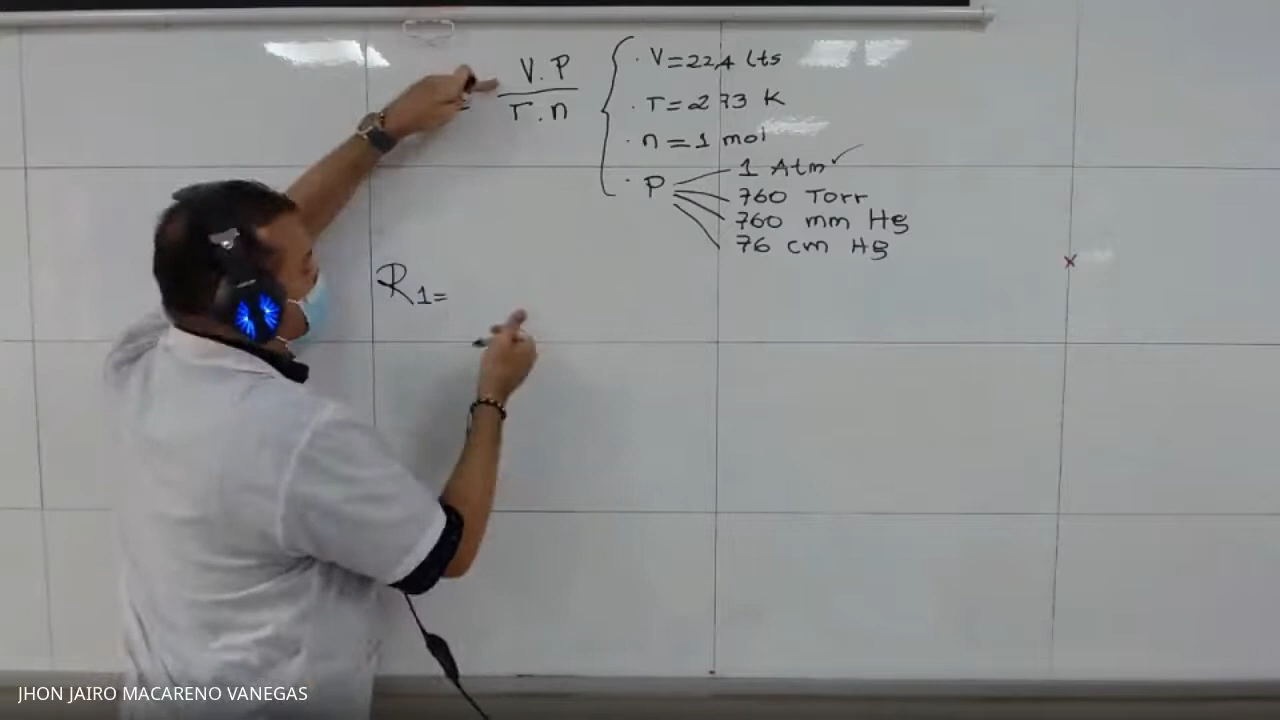 = V.P / T.n
· V=22,4 Lts
· T=273 K
· n=1 mol
· P
1 Atm ✓
760 Torr
760 mm Hg
76 cm Hg
R1=
x
JHON JAIRO MACARENO VANEGAS